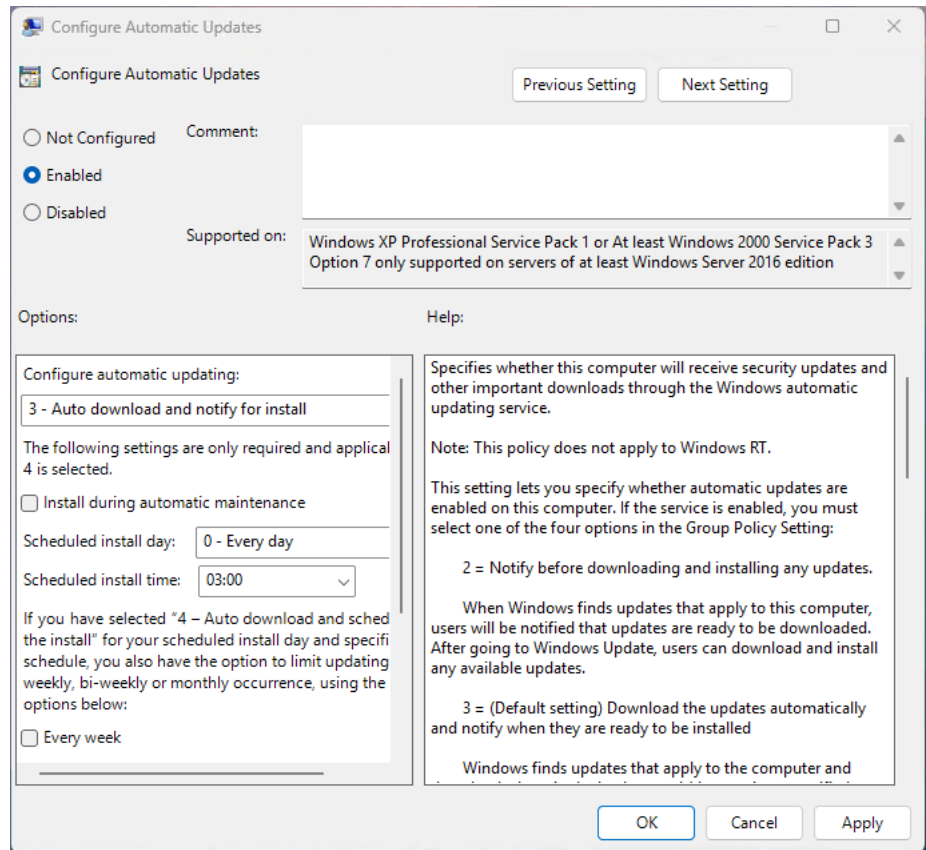 Configure Automatic Updates
Configure Automatic Updates
Previous Setting
Next Setting
Not Configured
Comment:
Enabled
Disabled
Supported on:
Windows XP Professional Service Pack 1 or At least Windows 2000 Service Pack 3
Option 7 only supported on servers of at least Windows Server 2016 edition
Options:
Help:
Configure automatic updating:
3 - Auto download and notify for install
The following settings are only required and applical
4 is selected.
Install during automatic maintenance
Scheduled install day:
0 - Every day
Scheduled install time:
03:00
If you have selected “4 – Auto download and sched
the install” for your scheduled install day and specifi
schedule, you also have the option to limit updating
weekly, bi-weekly or monthly occurrence, using the
options below:
Every week
Specifies whether this computer will receive security updates and
other important downloads through the Windows automatic
updating service.
Note: This policy does not apply to Windows RT.
This setting lets you specify whether automatic updates are
enabled on this computer. If the service is enabled, you must
select one of the four options in the Group Policy Setting:
2 = Notify before downloading and installing any updates.
When Windows finds updates that apply to this computer,
users will be notified that updates are ready to be downloaded.
After going to Windows Update, users can download and install
any available updates.
3 = (Default setting) Download the updates automatically
and notify when they are ready to be installed
Windows finds updates that apply to the computer and
OK
Cancel
Apply